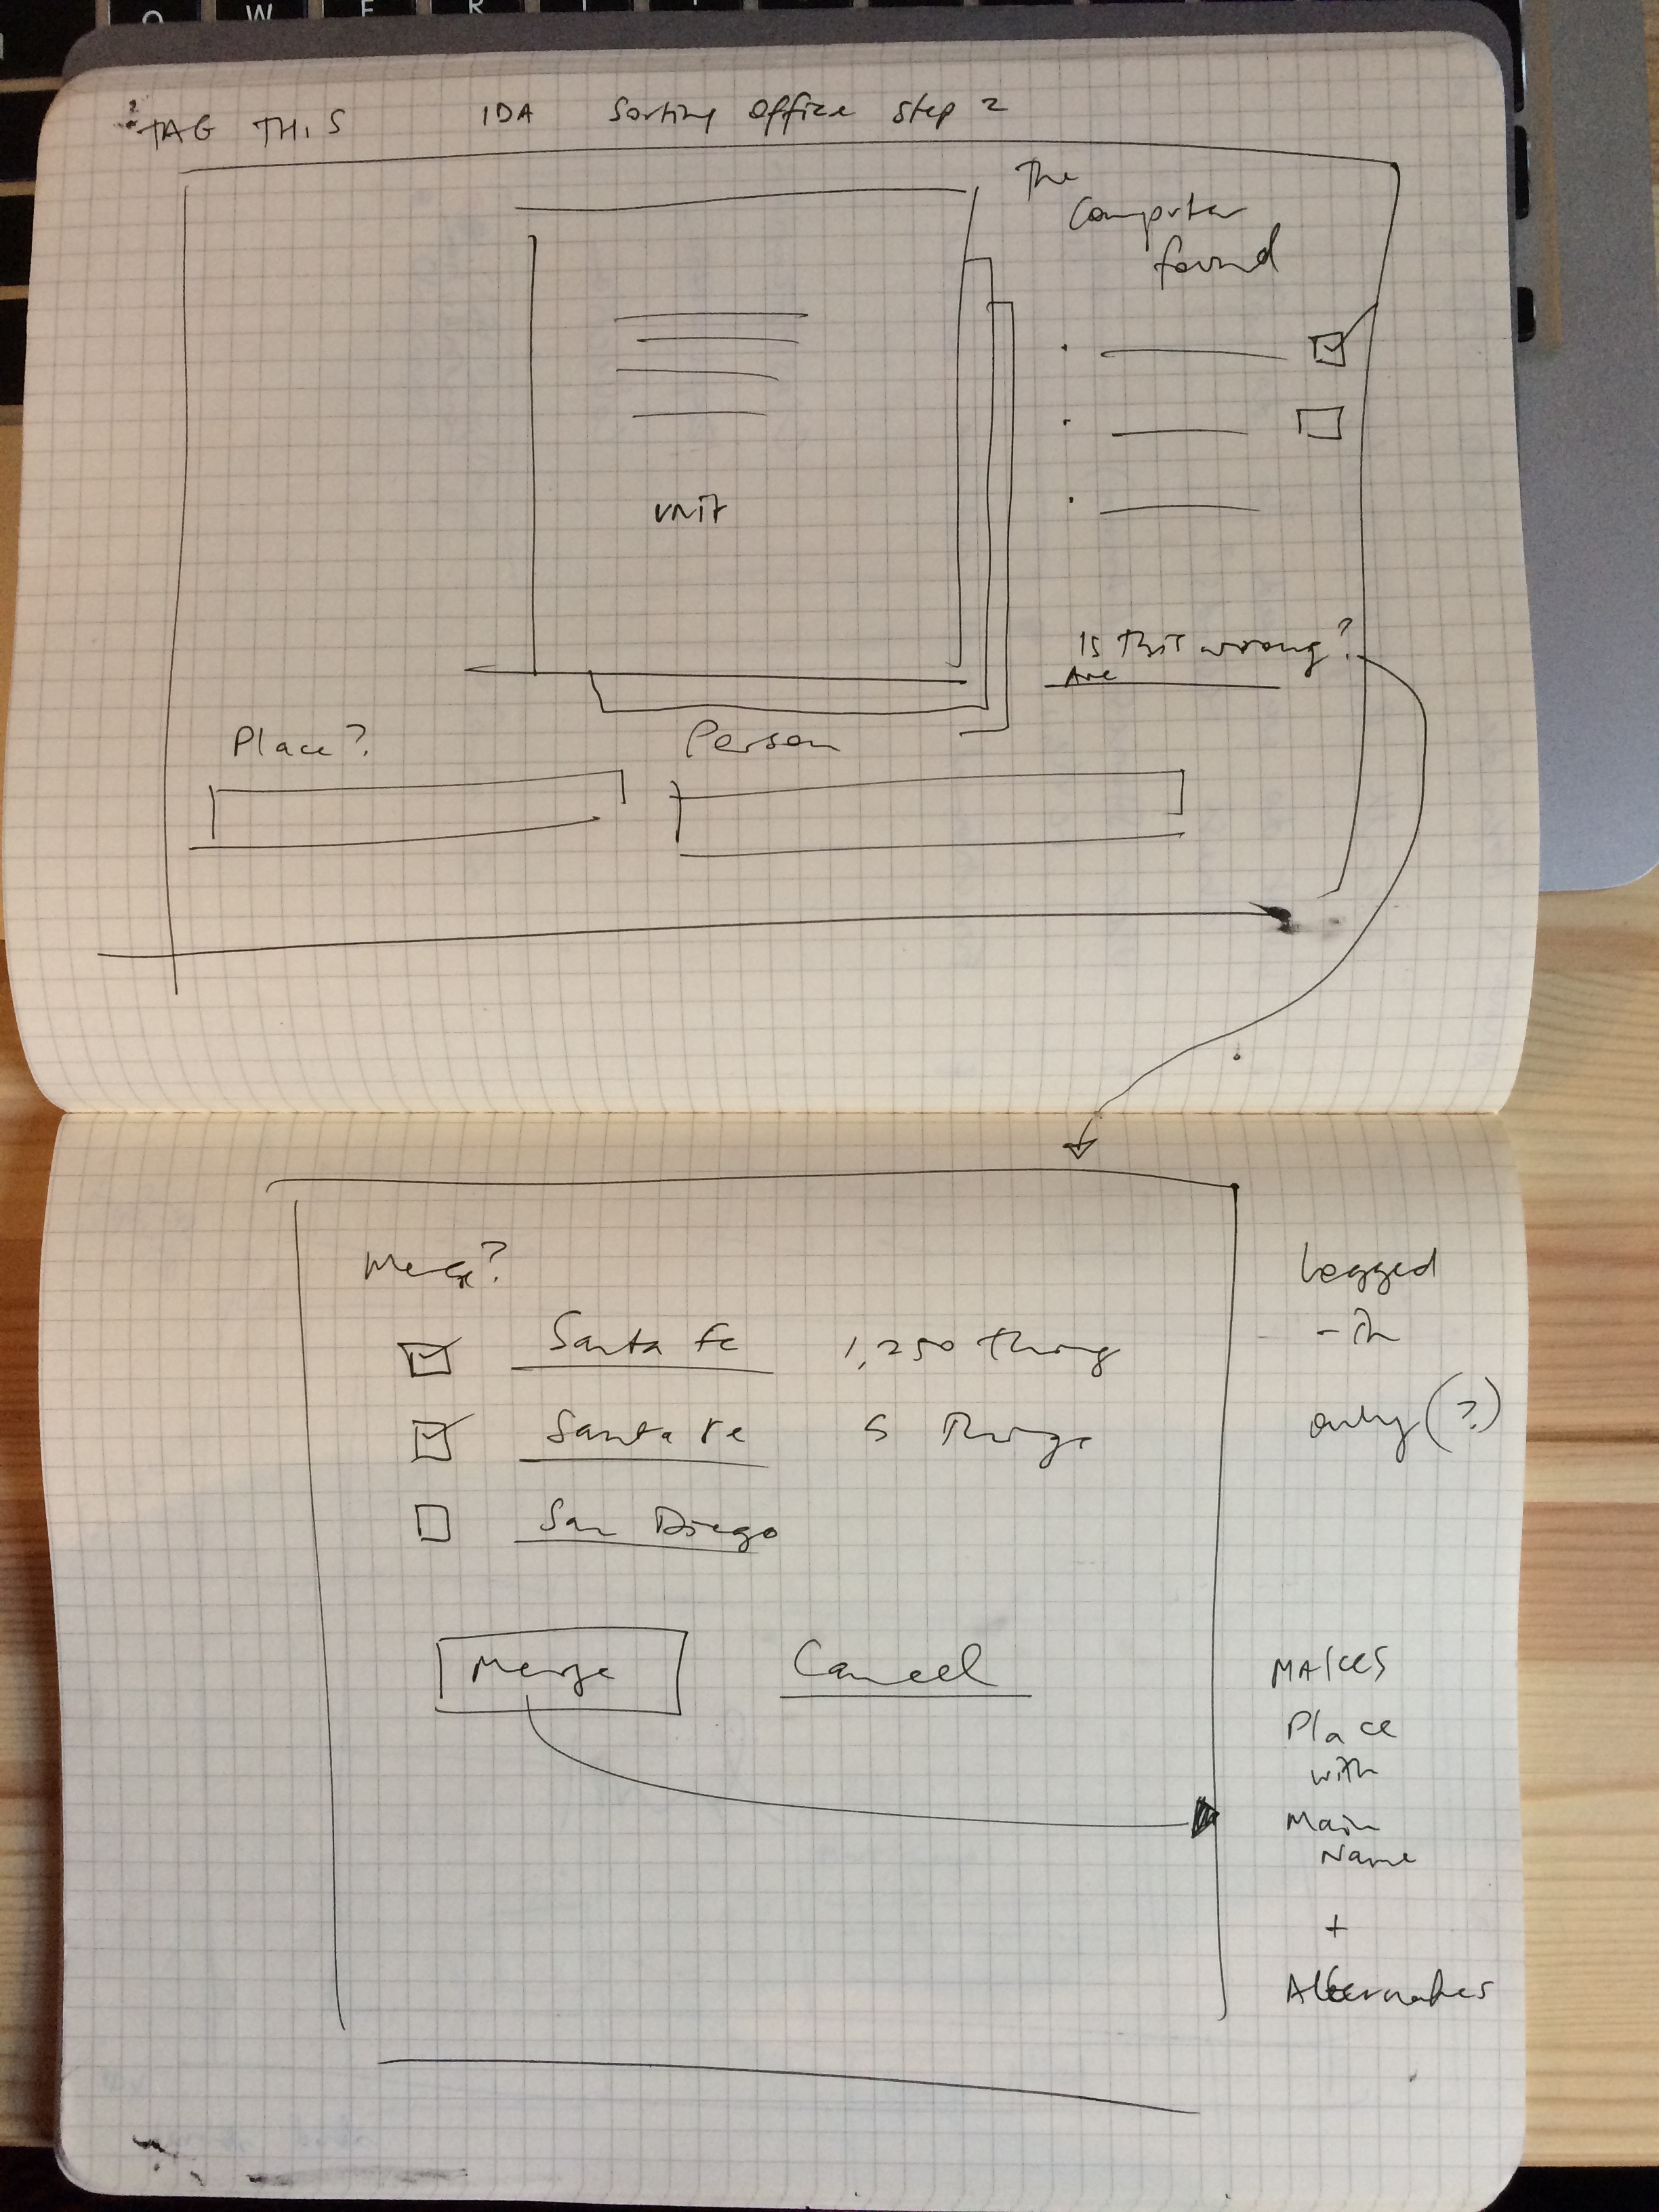 TAG THIS IDA Sorting Office Step 2
The
Computer
found
UNIT
Is this wrong?
Are
Place?
Person
Merge?
Santa Fe 1,250 things
Santa Fe 5 Things
San Diego
Merge Cancel
Logged
-in
only (?)
MAKES
Place
with
Main
Name
+
Alternates